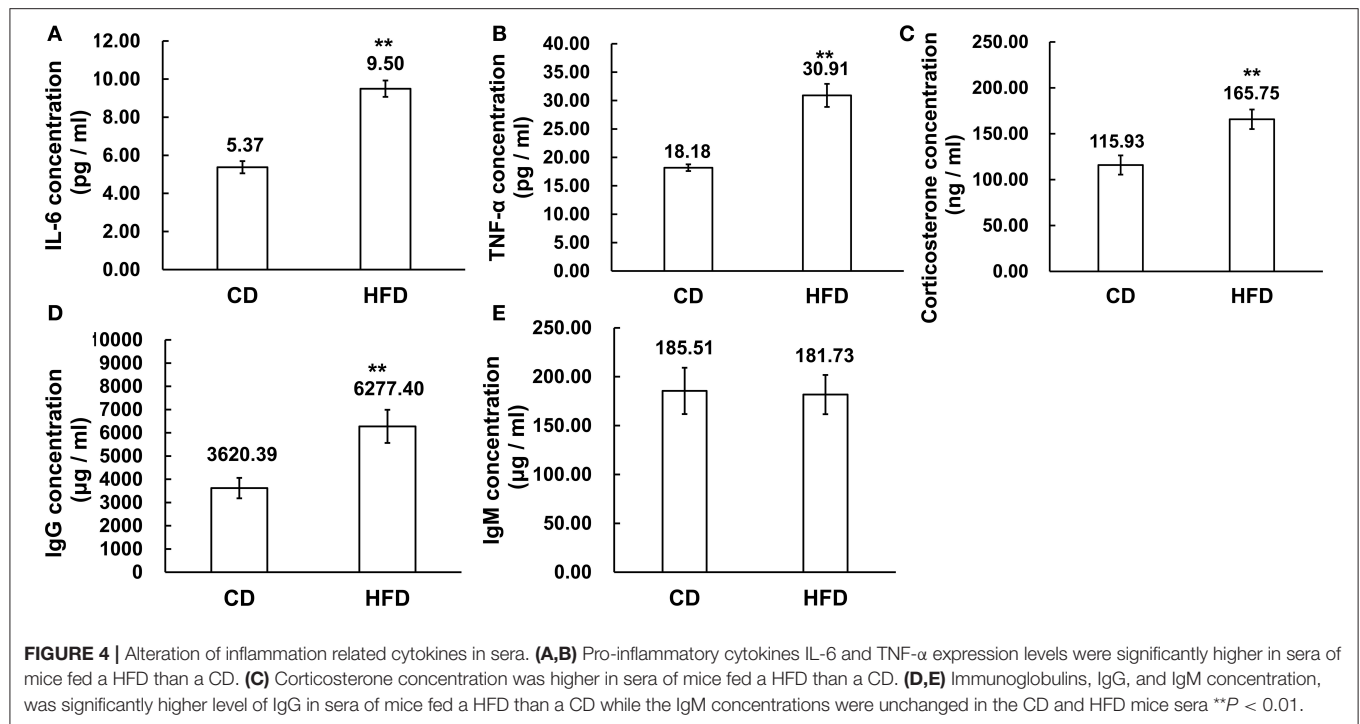 A
IL-6 concentration
(pg / ml)
12.00
10.00
8.00
6.00
4.00
2.00
0.00
5.37
**
9.50
CD
HFD
B
TNF-α concentration
(pg / ml)
40.00
35.00
30.00
25.00
20.00
15.00
10.00
5.00
0.00
18.18
**
30.91
CD
HFD
C
Corticosterone concentration
(ng / ml)
250.00
200.00
150.00
100.00
50.00
0.00
115.93
**
165.75
CD
HFD
D
IgG concentration
(μg / ml)
10000
9000
8000
7000
6000
5000
4000
3000
2000
1000
0
3620.39
**
6277.40
CD
HFD
E
IgM concentration
(μg / ml)
250.00
200.00
150.00
100.00
50.00
0.00
185.51
181.73
CD
HFD
FIGURE 4 | Alteration of inflammation related cytokines in sera. (A,B) Pro-inflammatory cytokines IL-6 and TNF-α expression levels were significantly higher in sera of
mice fed a HFD than a CD. (C) Corticosterone concentration was higher in sera of mice fed a HFD than a CD. (D,E) Immunoglobulins, IgG, and IgM concentration,
was significantly higher level of IgG in sera of mice fed a HFD than a CD while the IgM concentrations were unchanged in the CD and HFD mice sera **P < 0.01.